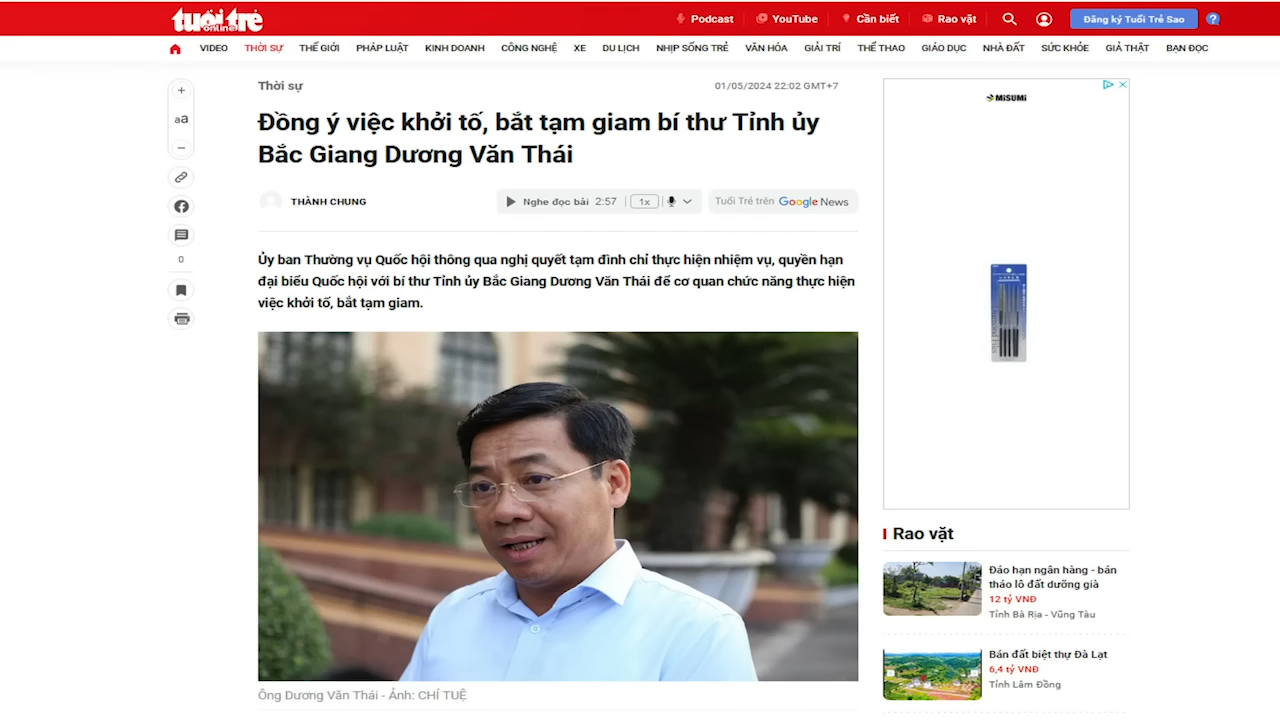 tuổi trẻ
online
Podcast
YouTube
Cần biết
Rao vặt
Đăng ký Tuổi Trẻ Sao
?
VIDEO THỜI SỰ THẾ GIỚI PHÁP LUẬT KINH DOANH CÔNG NGHỆ XE DU LỊCH NHỊP SỐNG TRẺ VĂN HÓA GIẢI TRÍ THỂ THAO GIÁO DỤC NHÀ ĐẤT SỨC KHỎE GIẢ THẬT BẠN ĐỌC
+
aa
−
0
Thời sự
01/05/2024 22:02 GMT+7
Đồng ý việc khởi tố, bắt tạm giam bí thư Tỉnh ủy
Bắc Giang Dương Văn Thái
THÀNH CHUNG
Nghe đọc bài 2:57
1x
Tuổi Trẻ trên Google News
Ủy ban Thường vụ Quốc hội thông qua nghị quyết tạm đình chỉ thực hiện nhiệm vụ, quyền hạn
đại biểu Quốc hội với bí thư Tỉnh ủy Bắc Giang Dương Văn Thái để cơ quan chức năng thực hiện
việc khởi tố, bắt tạm giam.
Ông Dương Văn Thái - Ảnh: CHÍ TUỆ
MiSUMi
Rao vặt
Đáo hạn ngân hàng - bán
tháo lô đất dưỡng già
12 tỷ VNĐ
Tỉnh Bà Rịa - Vũng Tàu
Bán đất biệt thự Đà Lạt
6,4 tỷ VNĐ
Tỉnh Lâm Đồng